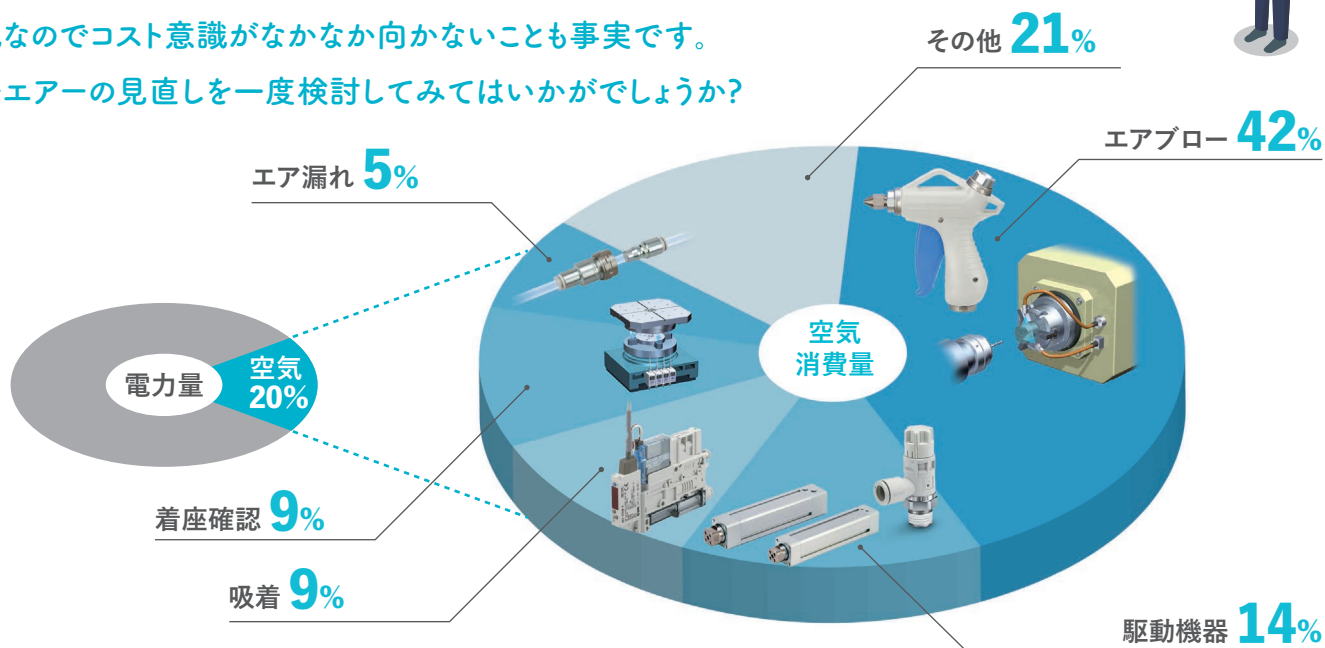 なのでコスト意識がなかなか向かないことも事実です。
エアーの見直しを一度検討してみてはいかがでしょうか?
その他 21%
エアブロー 42%
エア漏れ 5%
空気
消費量
電力量
空気
20%
着座確認 9%
吸着 9%
駆動機器 14%